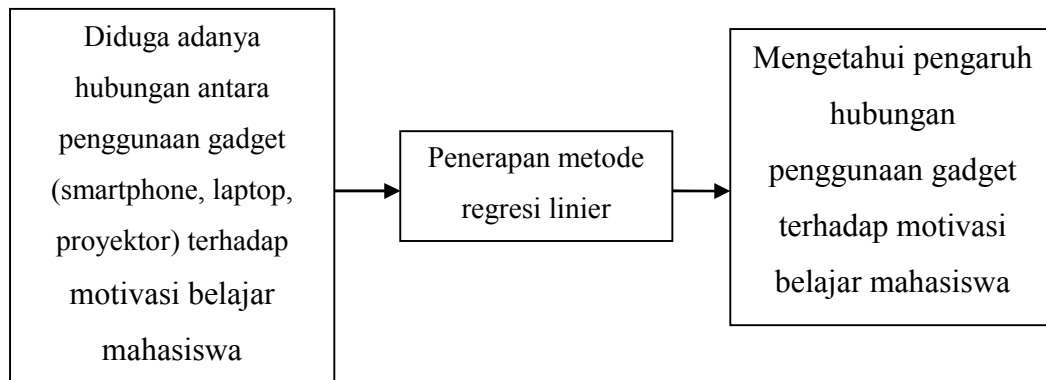 Diduga adanya
hubungan antara
penggunaan gadget
(smartphone, laptop,
proyektor) terhadap
motivasi belajar
mahasiswa
Penerapan metode
regresi linier
Mengetahui pengaruh
hubungan
penggunaan gadget
terhadap motivasi
belajar mahasiswa